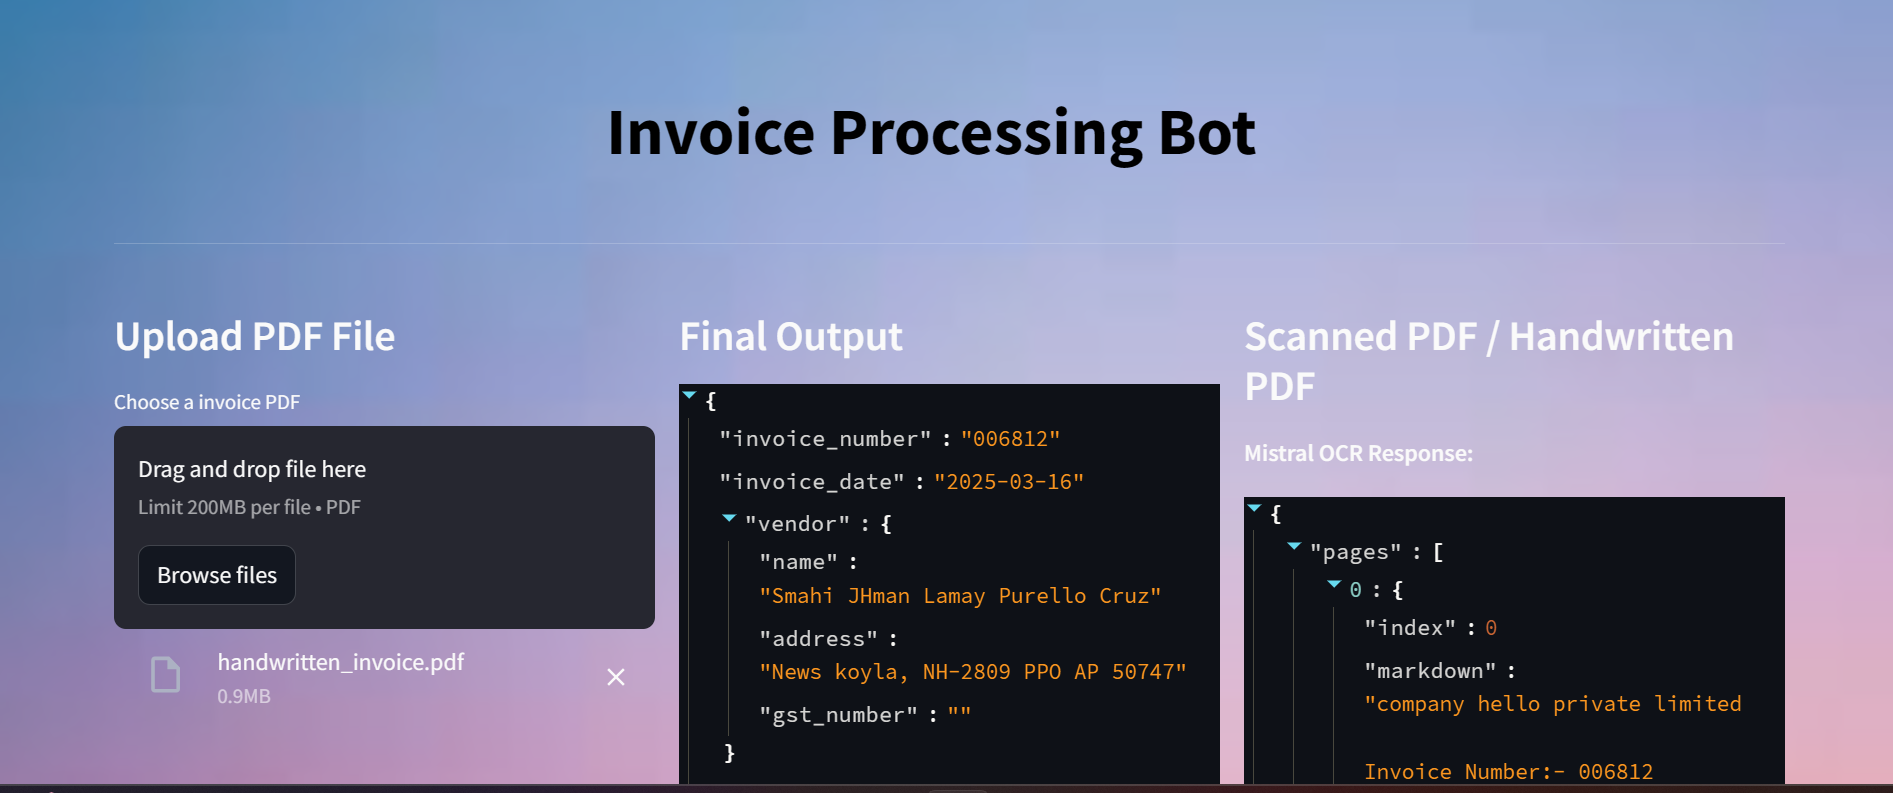 Invoice Processing Bot
Upload PDF File
Choose a invoice PDF
Drag and drop file here
Limit 200MB per file • PDF
Browse files
handwritten_invoice.pdf
0.9MB
Final Output
{
"invoice_number" : "006812"
"invoice_date" : "2025-03-16"
"vendor" : {
"name" :
"Smahi JHman Lamay Purello Cruz"
"address" :
"News koyla, NH-2809 PPO AP 50747"
"gst_number" : ""
}
Scanned PDF / Handwritten
PDF
Mistral OCR Response:
{
"pages" : [
0 : {
"index" : 0
"markdown" :
"company hello private limited
Invoice Number:- 006812